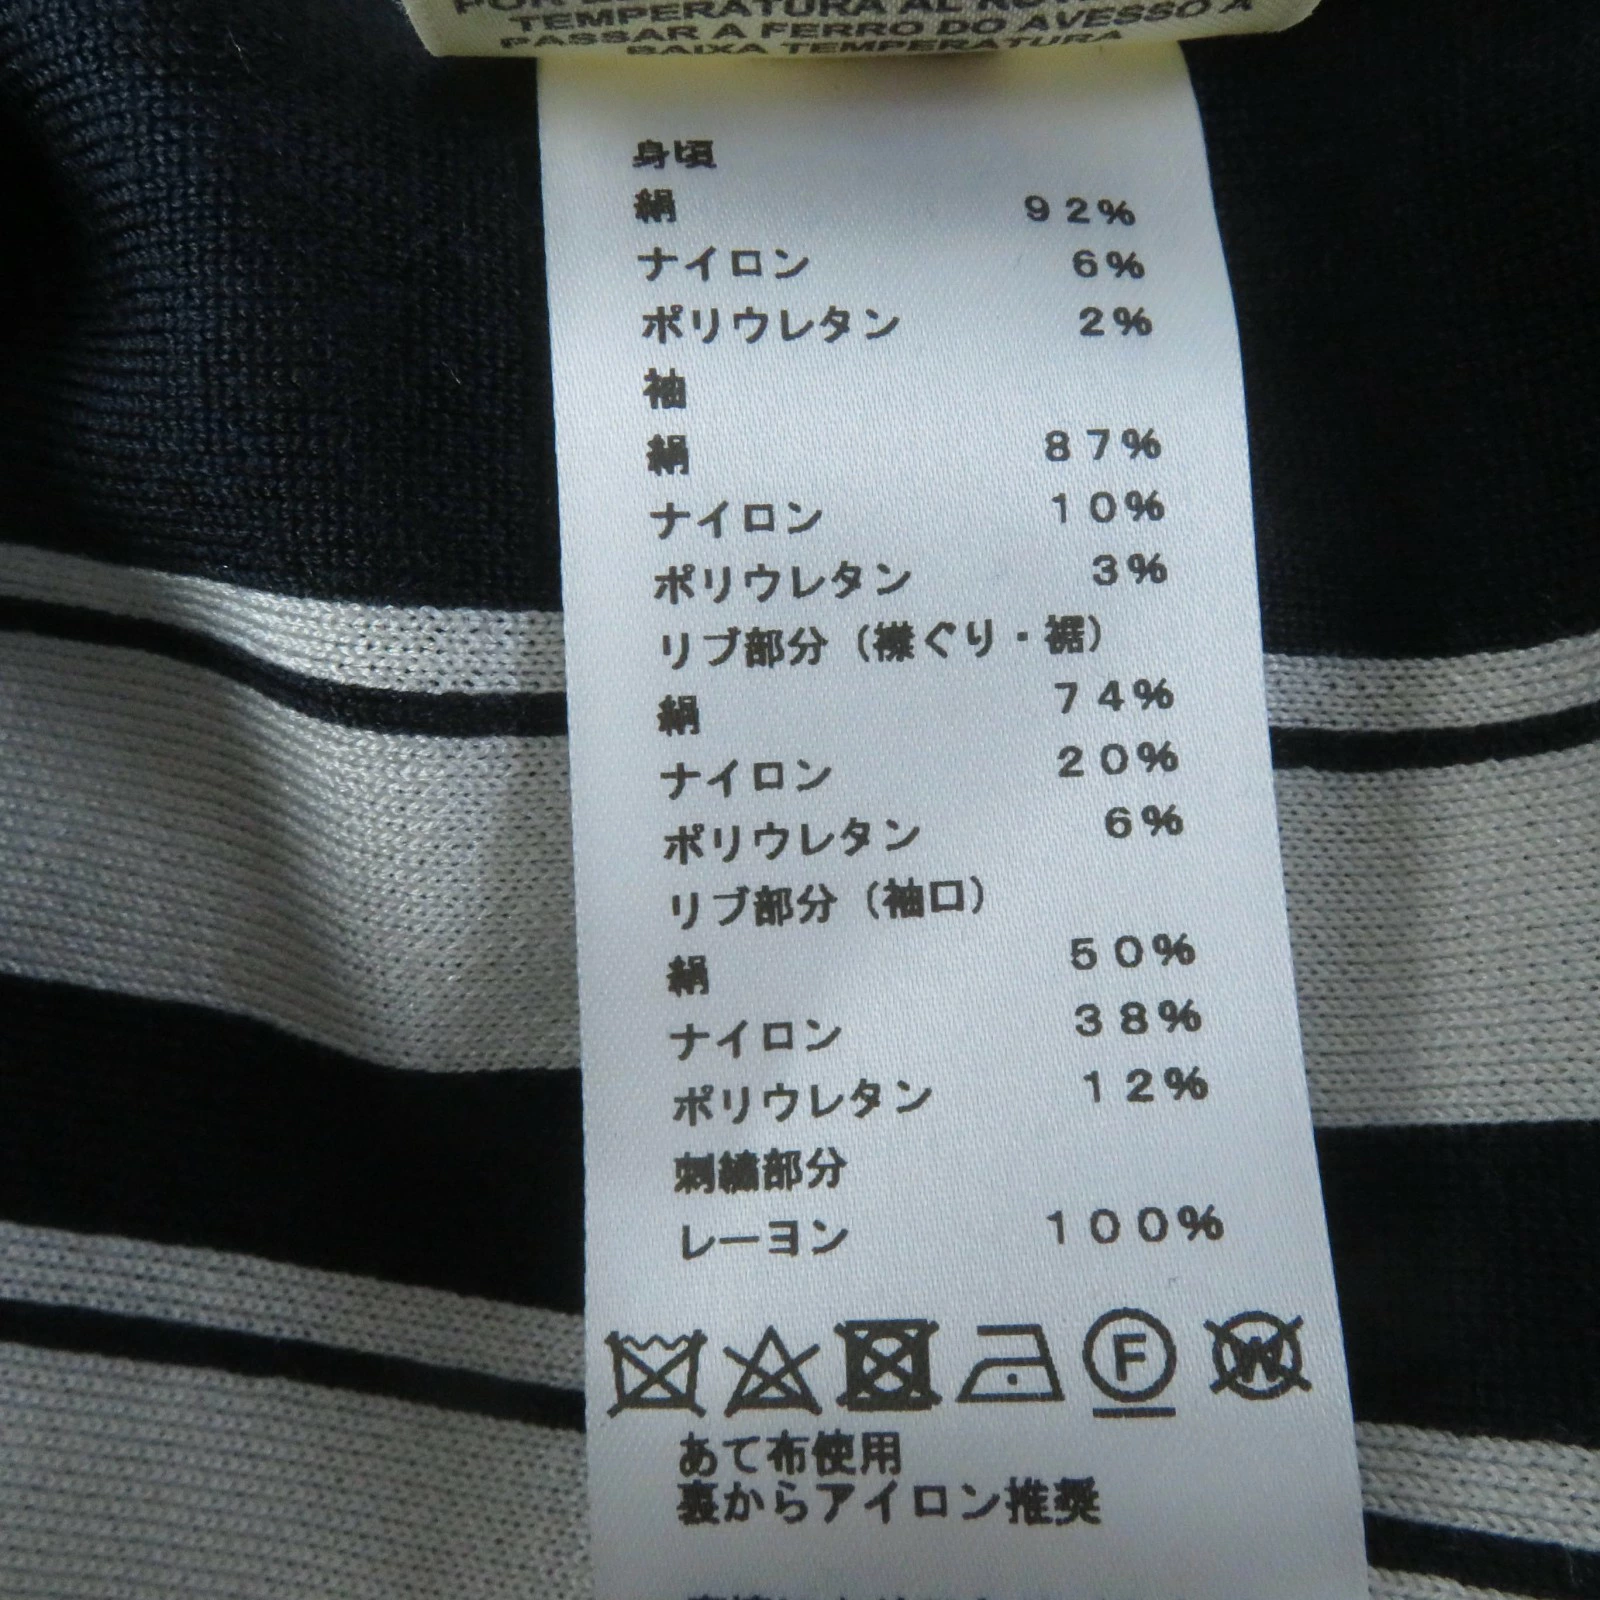 TEMPERATURA AL
PASSAR A FERRO DO AVESSO A
BAIXA TEMPERATURA
身頃
絹 92%
ナイロン 6%
ポリウレタン 2%
袖
絹 87%
ナイロン 10%
ポリウレタン 3%
リブ部分（襟ぐり・裾）
絹 74%
ナイロン 20%
ポリウレタン 6%
リブ部分（袖口）
絹 50%
ナイロン 38%
ポリウレタン 12%
刺繍部分
レーヨン 100%
F W
あて布使用
裏からアイロン推奨